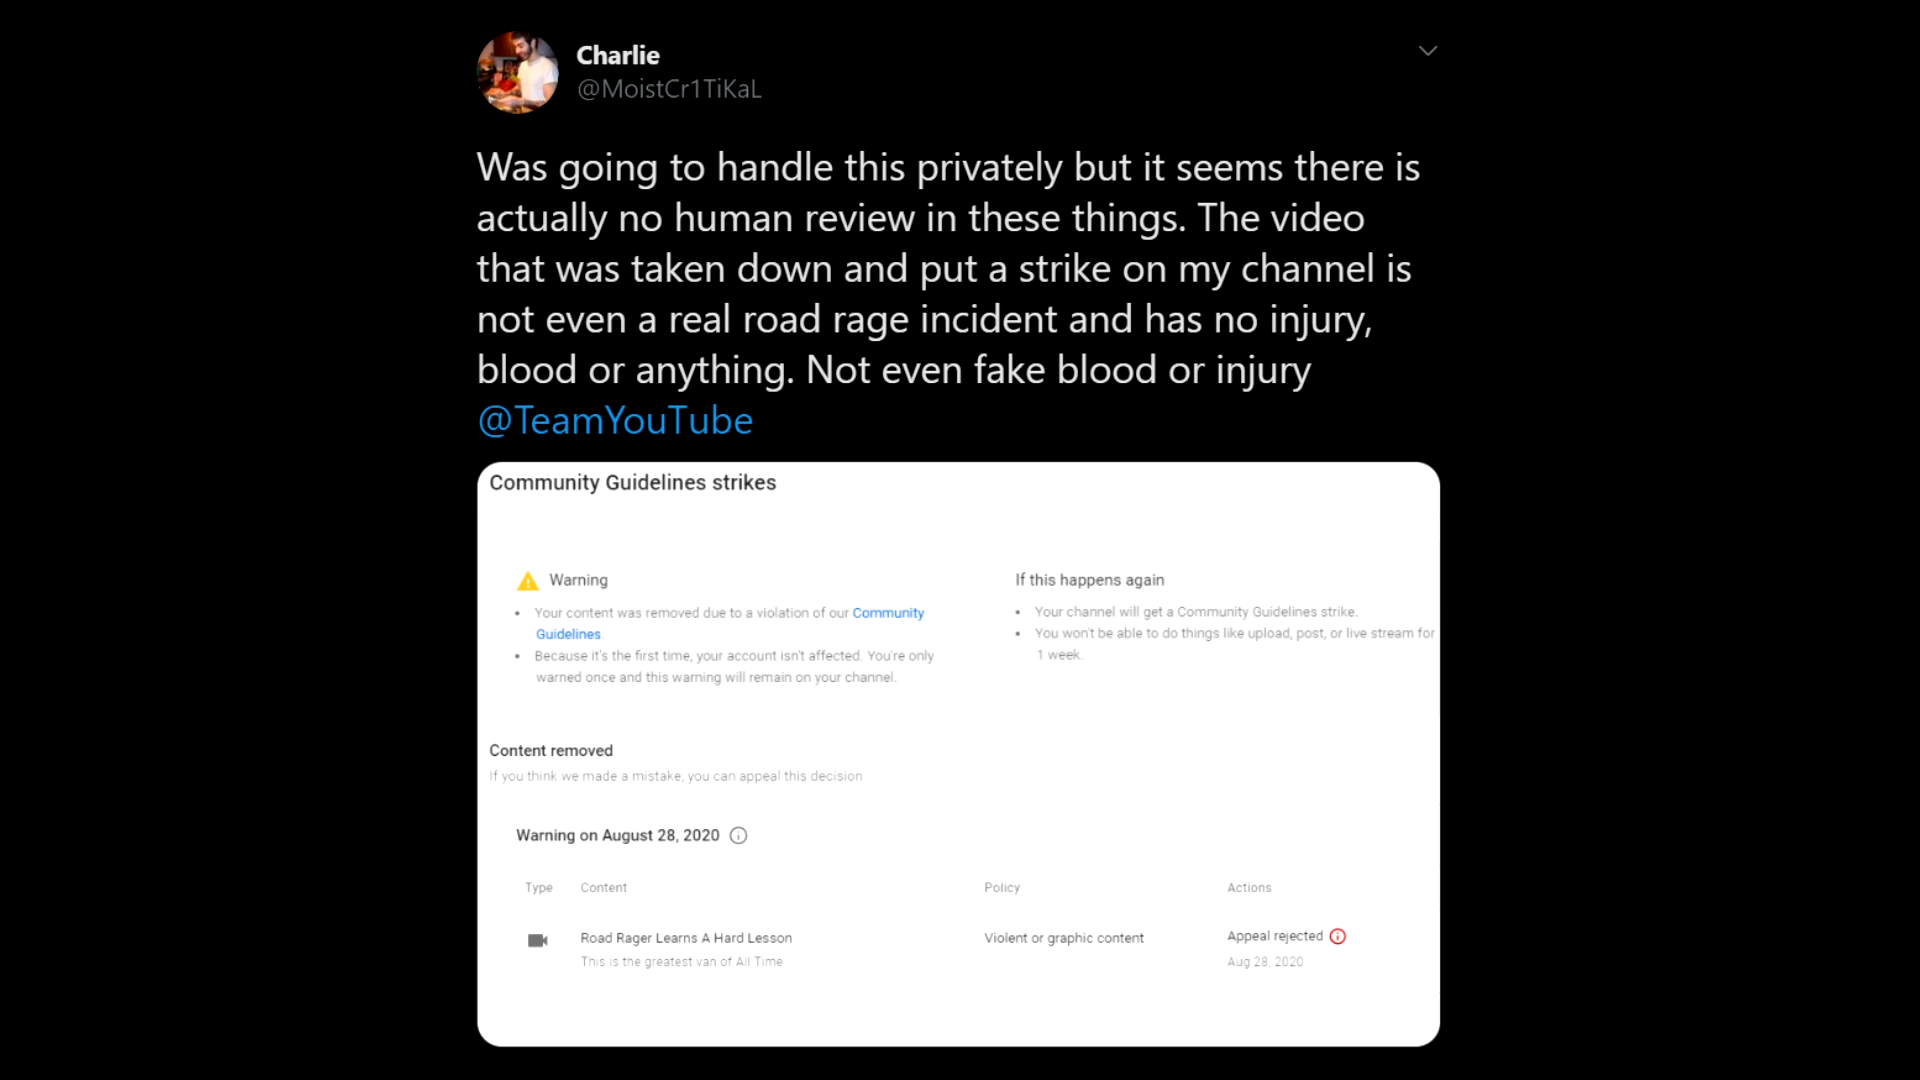 Charlie
@MoistCr1TiKaL
Was going to handle this privately but it seems there is
actually no human review in these things. The video
that was taken down and put a strike on my channel is
not even a real road rage incident and has no injury,
blood or anything. Not even fake blood or injury
@TeamYouTube
Community Guidelines strikes
Warning
Your content was removed due to a violation of our Community
Guidelines.
Because it's the first time, your account isn't affected. You're only
warned once and this warning will remain on your channel.
If this happens again
Your channel will get a Community Guidelines strike.
You won't be able to do things like upload, post, or live stream for
1 week.
Content removed
If you think we made a mistake, you can appeal this decision
Warning on August 28, 2020
Type Content Policy Actions
Road Rager Learns A Hard Lesson Violent or graphic content Appeal rejected
This is the greatest van of All Time Aug 28, 2020